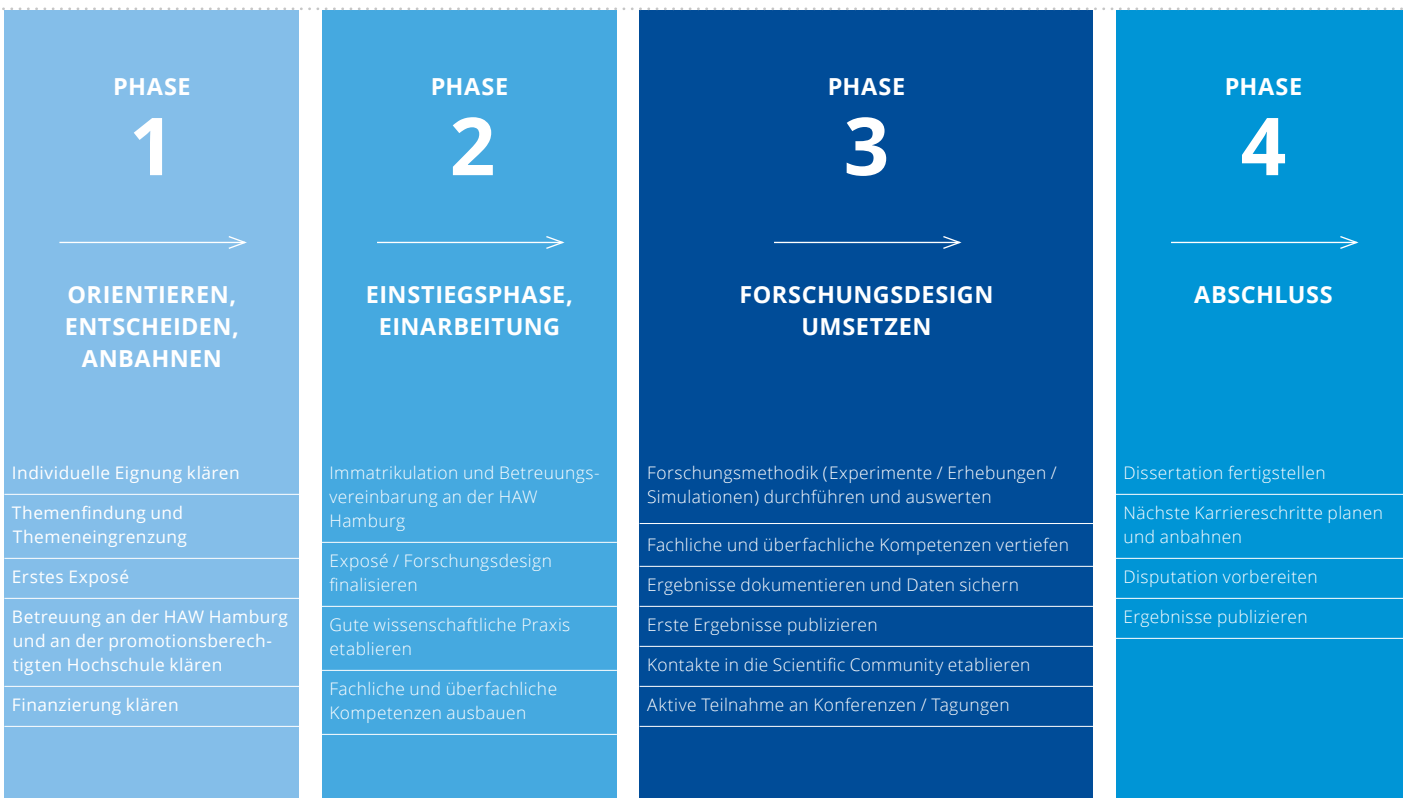 PHASE
1
ORIENTIEREN,
ENTSCHEIDEN,
ANBAHNEN
Individuelle Eignung klären
Themenfindung und
Themeneingrenzung
Erstes Exposé
Betreuung an der HAW Hamburg
und an der promotionsberech-
tigten Hochschule klären
Finanzierung klären
PHASE
2
EINSTIEGSPHASE,
EINARBEITUNG
Immatrikulation und Betreuungs-
vereinbarung an der HAW
Hamburg
Exposé / Forschungsdesign
finalisieren
Gute wissenschaftliche Praxis
etablieren
Fachliche und überfachliche
Kompetenzen ausbauen
PHASE
3
FORSCHUNGSDESIGN
UMSETZEN
Forschungsmethodik (Experimente / Erhebungen /
Simulationen) durchführen und auswerten
Fachliche und überfachliche Kompetenzen vertiefen
Ergebnisse dokumentieren und Daten sichern
Erste Ergebnisse publizieren
Kontakte in die Scientific Community etablieren
Aktive Teilnahme an Konferenzen / Tagungen
PHASE
4
ABSCHLUSS
Dissertation fertigstellen
Nächste Karriereschritte planen
und anbahnen
Disputation vorbereiten
Ergebnisse publizieren